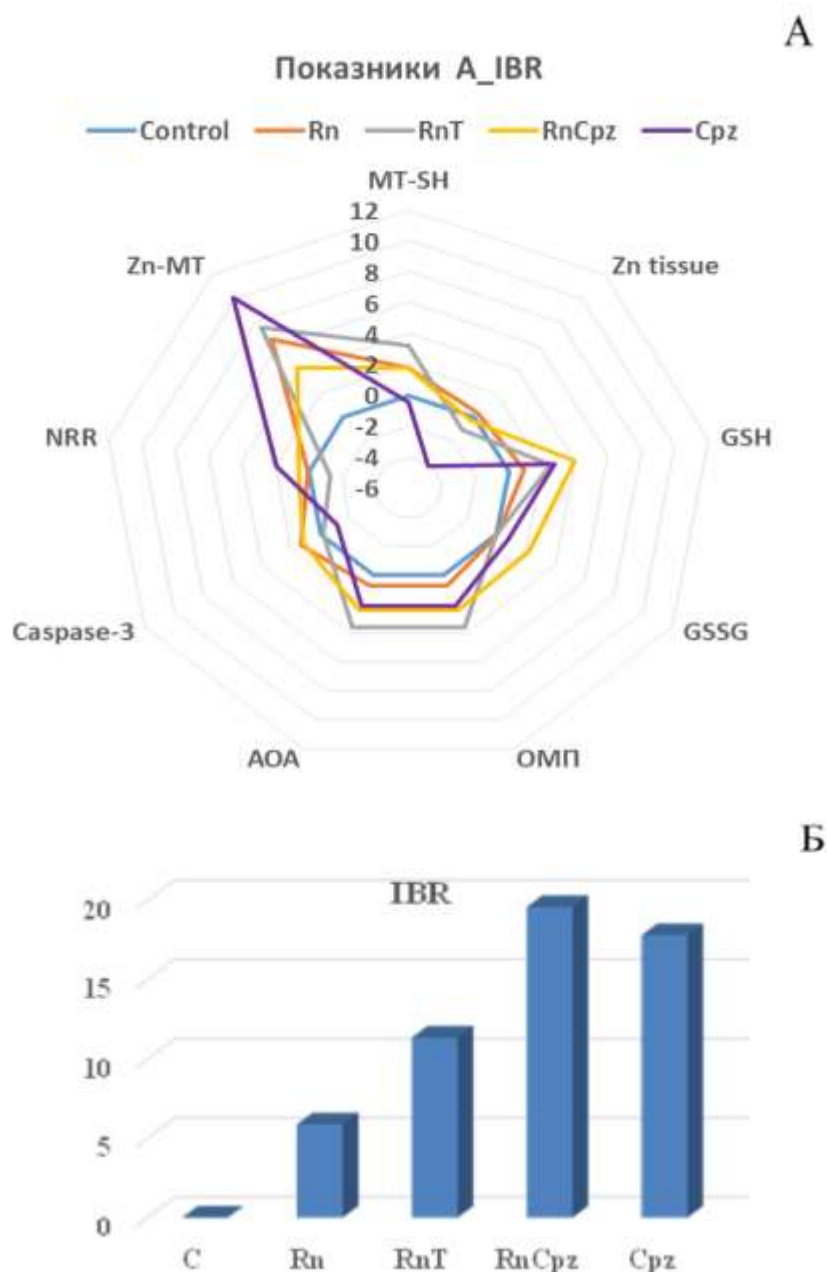 А
Показники A_IBR
Control Rn RnT RnCpz Cpz
MT-SH
Zn tissue
GSH
GSSG
ОМП
АОА
Caspase-3
NRR
Zn-MT
12
10
8
6
4
2
0
-2
-4
-6
Б
IBR
20
15
10
5
0
C Rn RnT RnCpz Cpz